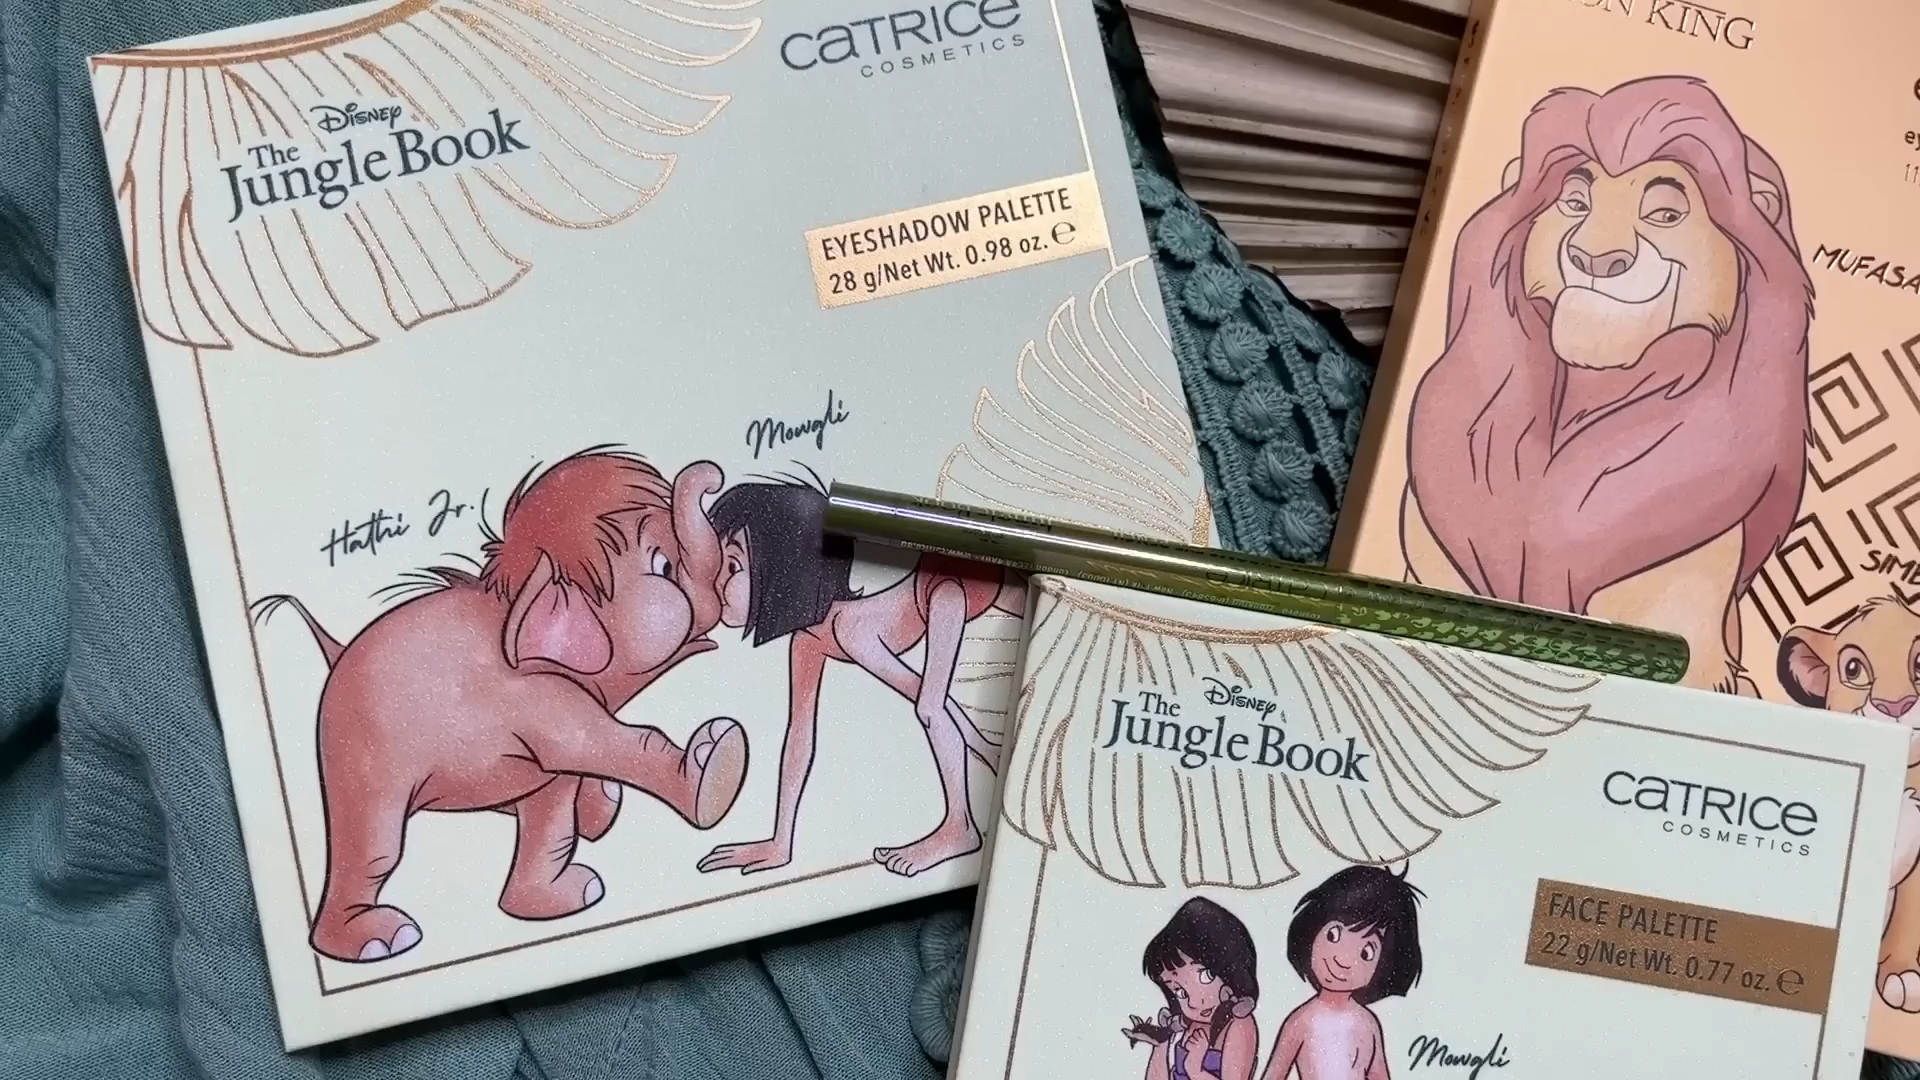 CATRICE
COSMETICS
DISNEY
The
Jungle Book
EYESHADOW PALETTE
28 g/Net Wt. 0.98 oz. ℮
Mowgli
Hathi Jr.
KING
MUFASA
DISNEY
The
Jungle Book
CATRICE
COSMETICS
FACE PALETTE
22 g/Net Wt. 0.77 oz. ℮
Mowgli
CATRICE